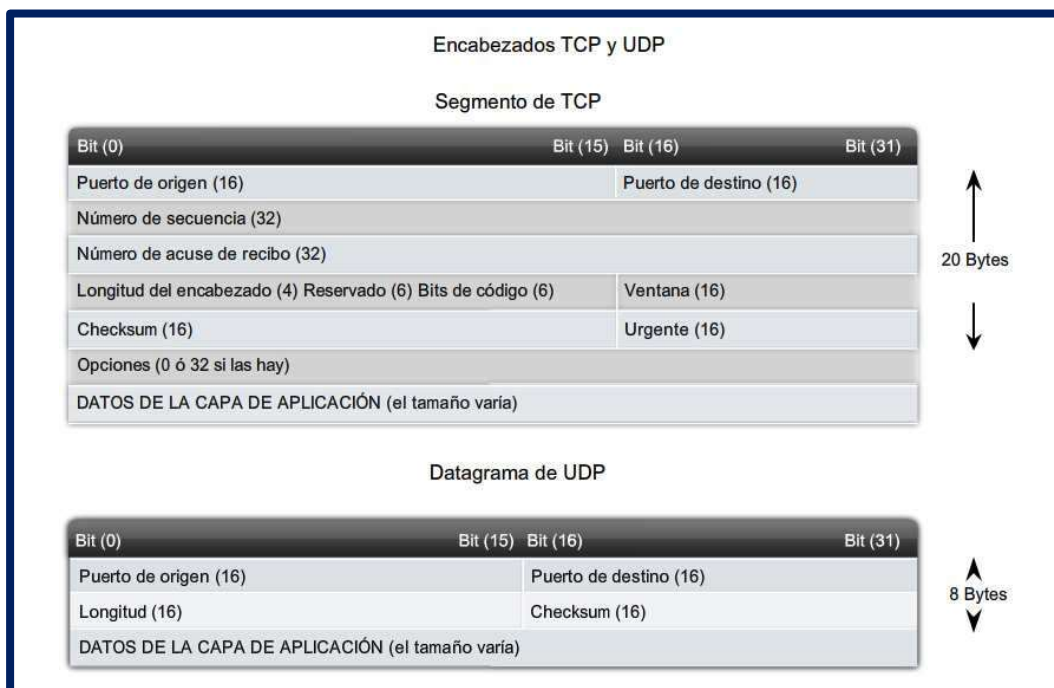 Encabezados TCP y UDP
Segmento de TCP
Bit (0) Bit (15) Bit (16) Bit (31)
Puerto de origen (16) Puerto de destino (16)
Número de secuencia (32)
Número de acuse de recibo (32)
20 Bytes
Longitud del encabezado (4) Reservado (6) Bits de código (6) Ventana (16)
Checksum (16) Urgente (16)
Opciones (0 ó 32 si las hay)
DATOS DE LA CAPA DE APLICACIÓN (el tamaño varía)
Datagrama de UDP
Bit (0) Bit (15) Bit (16) Bit (31)
Puerto de origen (16) Puerto de destino (16)
8 Bytes
Longitud (16) Checksum (16)
DATOS DE LA CAPA DE APLICACIÓN (el tamaño varía)